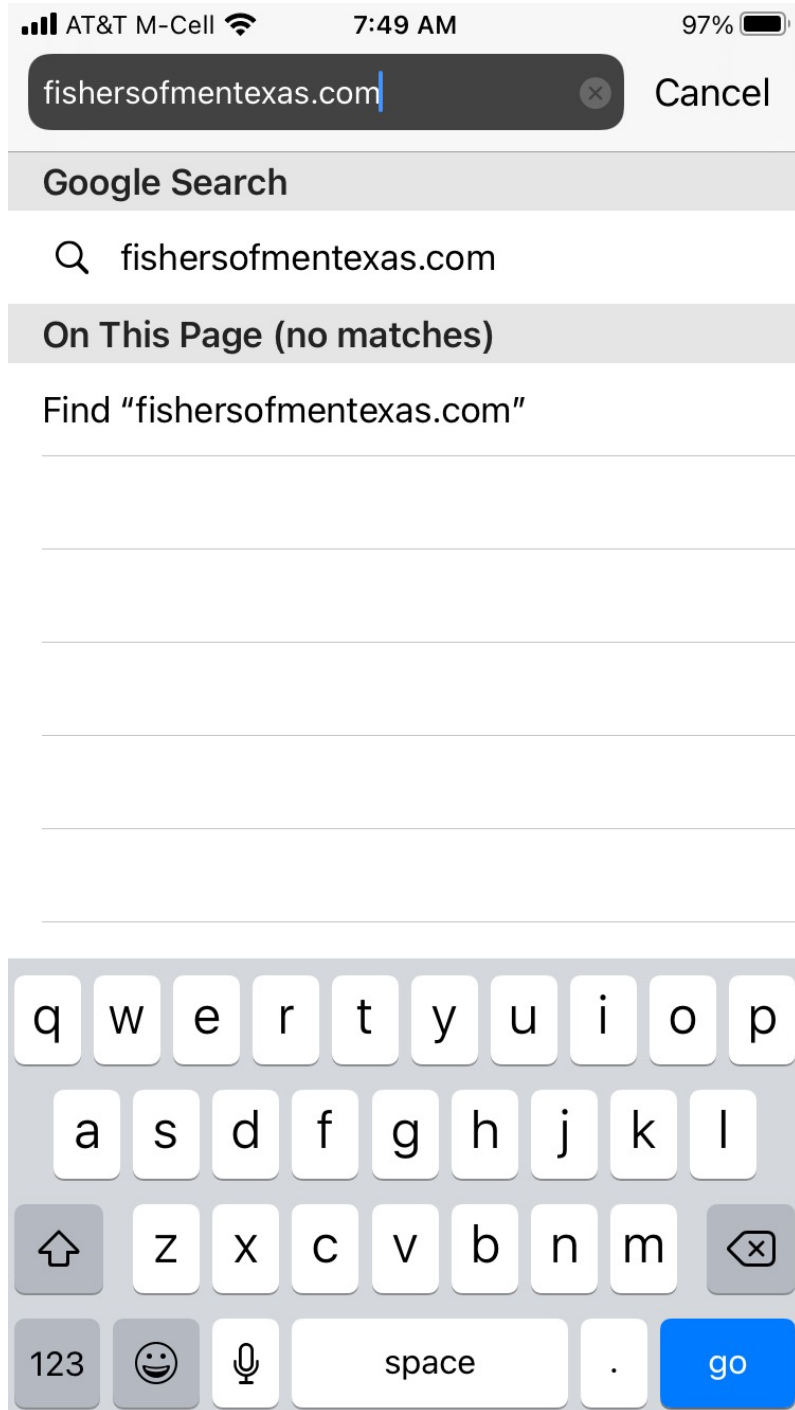 AT&T M-Cell 7:49 AM 97%
fishersofmentexas.com Cancel
Google Search
fishersofmentexas.com
On This Page (no matches)
Find “fishersofmentexas.com”
q w e r t y u i o p
a s d f g h j k l
z x c v b n m
123 space . go